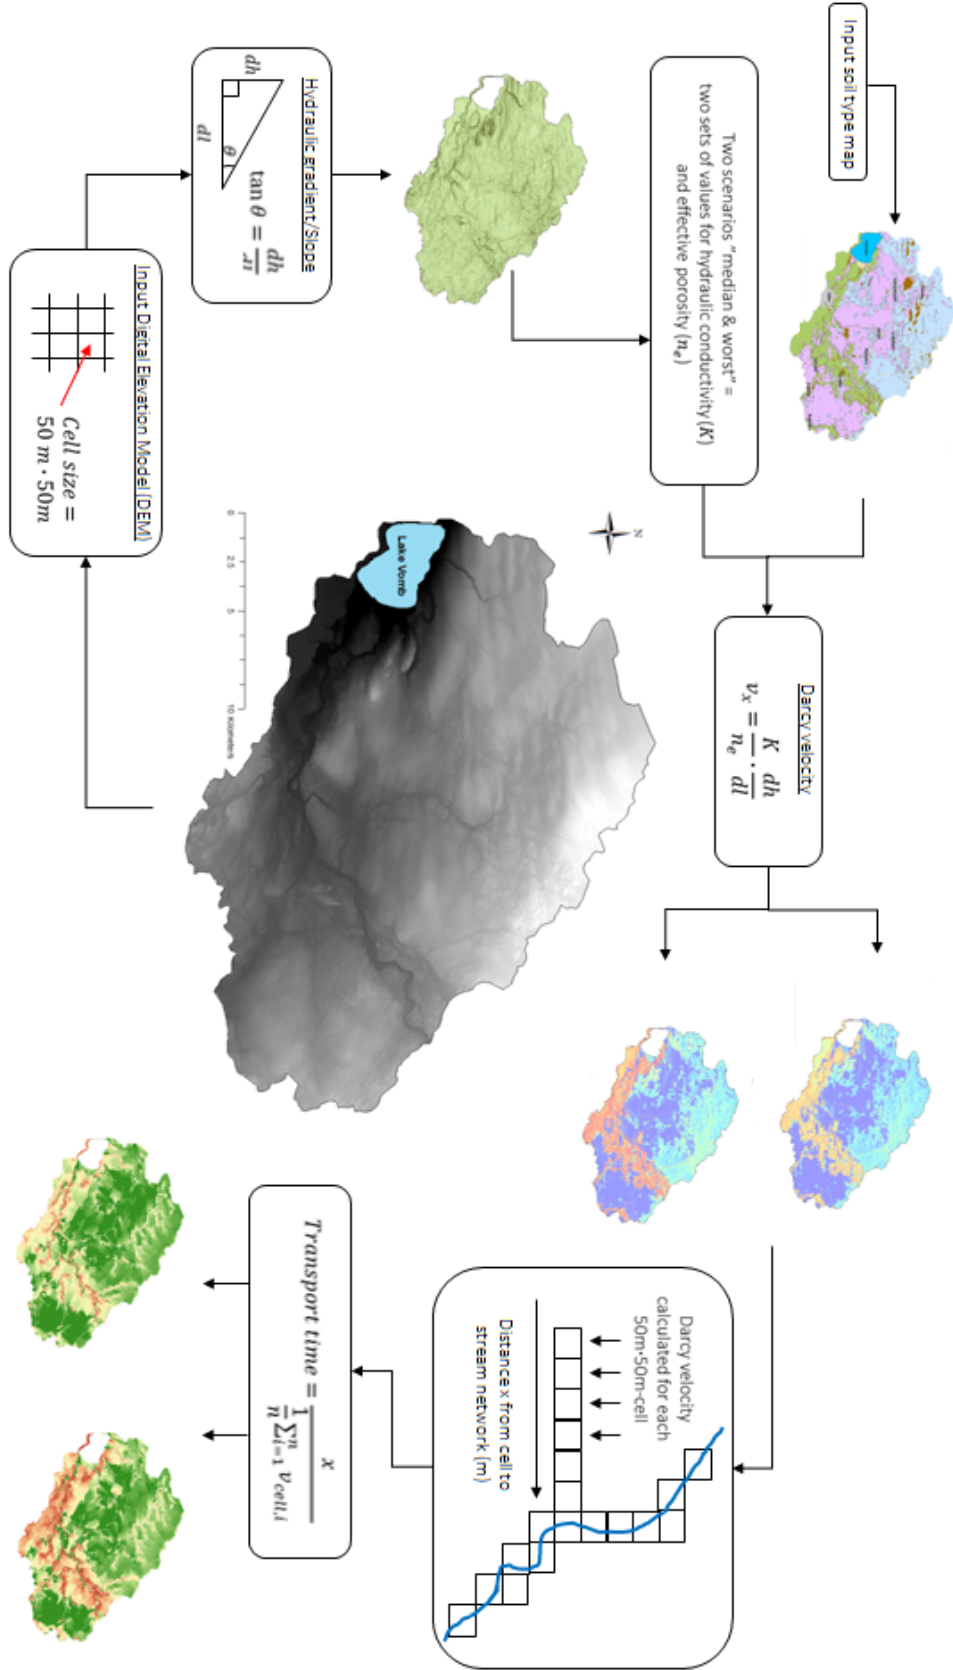 Input soil type map
Two scenarios "median & worst" =
two sets of values for hydraulic conductivity (K)
and effective porosity (nₑ)
Darcy velocity
vₓ = K/nₑ · dh/dl
Hydraulic gradient/Slope
dh
dl
θ
tan θ = dh/
Input Digital Elevation Model (DEM)
Cell size =
50 m · 50m
N
Lake Vomb
0 2.5 5 10 Kilometers
Darcy velocity
calculated for each
50m·50m-cell
Distance x from cell to
stream network (m)
Transport time = x / (1/n ∑ⁿᵢ₌₁ v_cell,i)